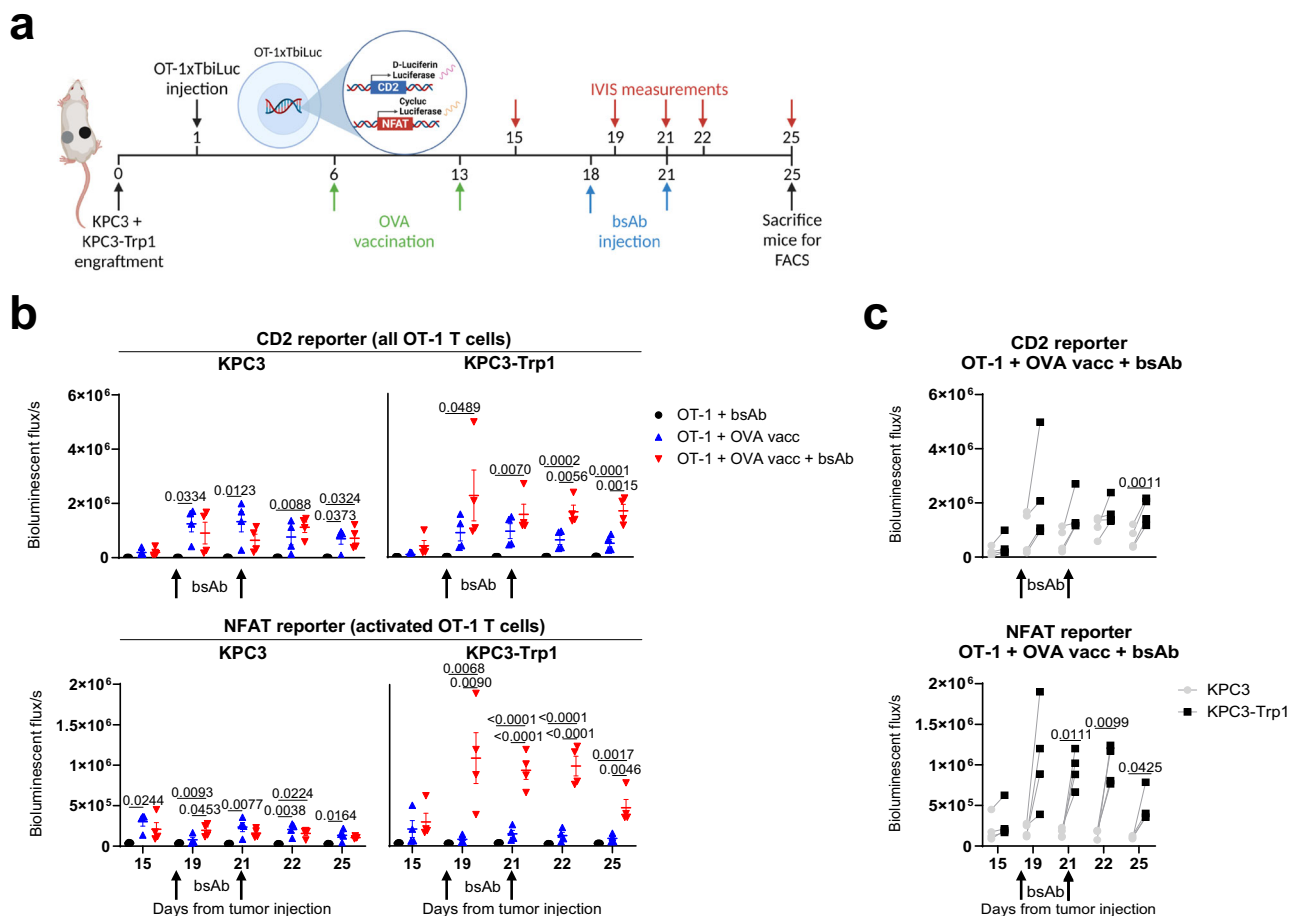 a
OT-1xTbiLuc
injection
OT-1xTbiLuc
D-Luciferin
Luciferase
CD2
Cycluc
Luciferase
NFAT
IVIS measurements
1
15
19
21
22
25
0
6
13
18
21
25
KPC3 +
KPC3-Trp1
engraftment
OVA
vaccination
bsAb
injection
Sacrifice
mice for
FACS
b
CD2 reporter (all OT-1 T cells)
KPC3
KPC3-Trp1
Bioluminescent flux/s
6×10⁶
4×10⁶
2×10⁶
0
0.0334
0.0123
0.0088
0.0324
0.0373
0.0489
0.0070
0.0002
0.0056
0.0001
0.0015
OT-1 + bsAb
OT-1 + OVA vacc
OT-1 + OVA vacc + bsAb
bsAb
bsAb
NFAT reporter (activated OT-1 T cells)
KPC3
KPC3-Trp1
Bioluminescent flux/s
2×10⁶
1.5×10⁶
1×10⁶
5×10⁵
0
0.0244
0.0093
0.0453
0.0077
0.0224
0.0038
0.0164
0.0068
0.0090
<0.0001
<0.0001
<0.0001
<0.0001
0.0017
0.0046
15 19 21 22 25
15 19 21 22 25
bsAb
bsAb
Days from tumor injection
Days from tumor injection
c
CD2 reporter
OT-1 + OVA vacc + bsAb
Bioluminescent flux/s
6×10⁶
4×10⁶
2×10⁶
0
0.0011
bsAb
NFAT reporter
OT-1 + OVA vacc + bsAb
Bioluminescent flux/s
2×10⁶
1.5×10⁶
1×10⁶
5×10⁵
0
0.0111
0.0099
0.0425
KPC3
KPC3-Trp1
15 19 21 22 25
bsAb
Days from tumor injection